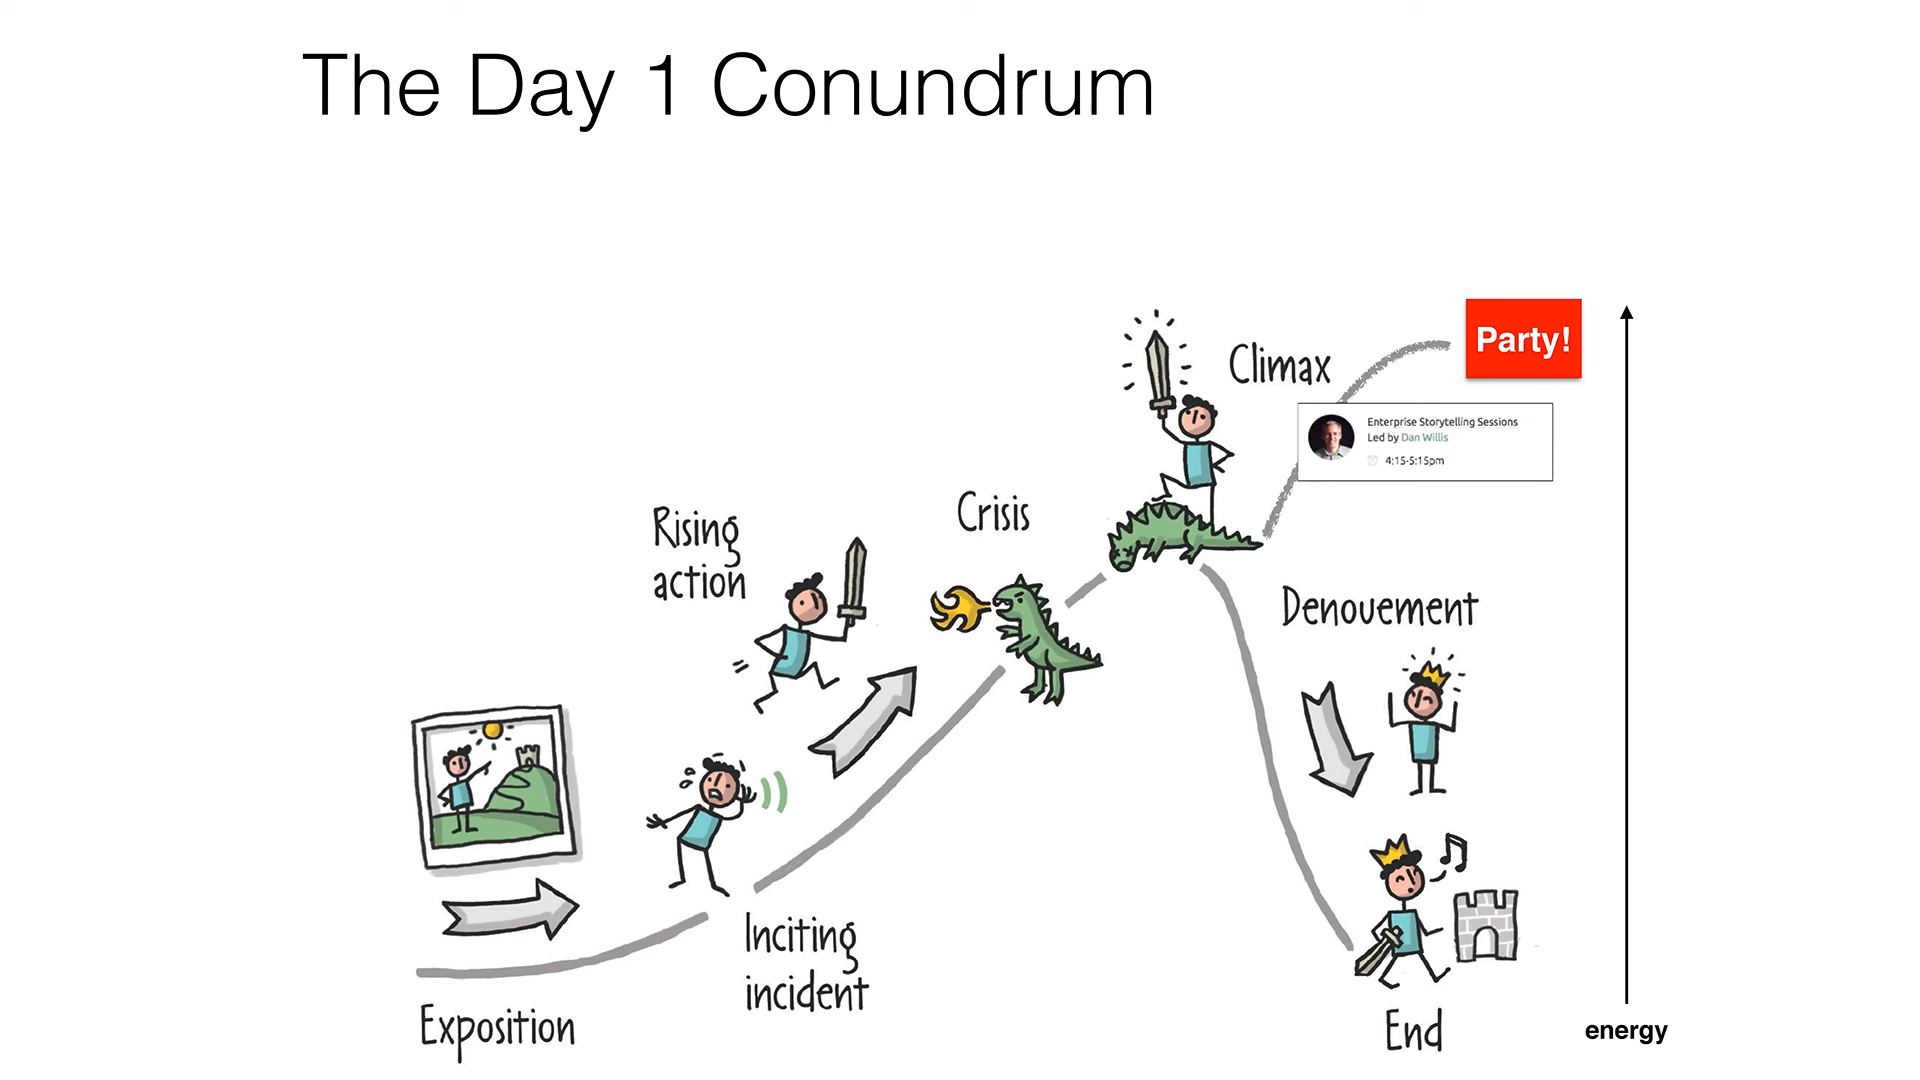 The Day 1 Conundrum
Party!
Climax
Enterprise Storytelling Sessions
Led by Dan Willis
4:15-5:15pm
Crisis
Rising
action
Denouement
Inciting
incident
Exposition
End
energy